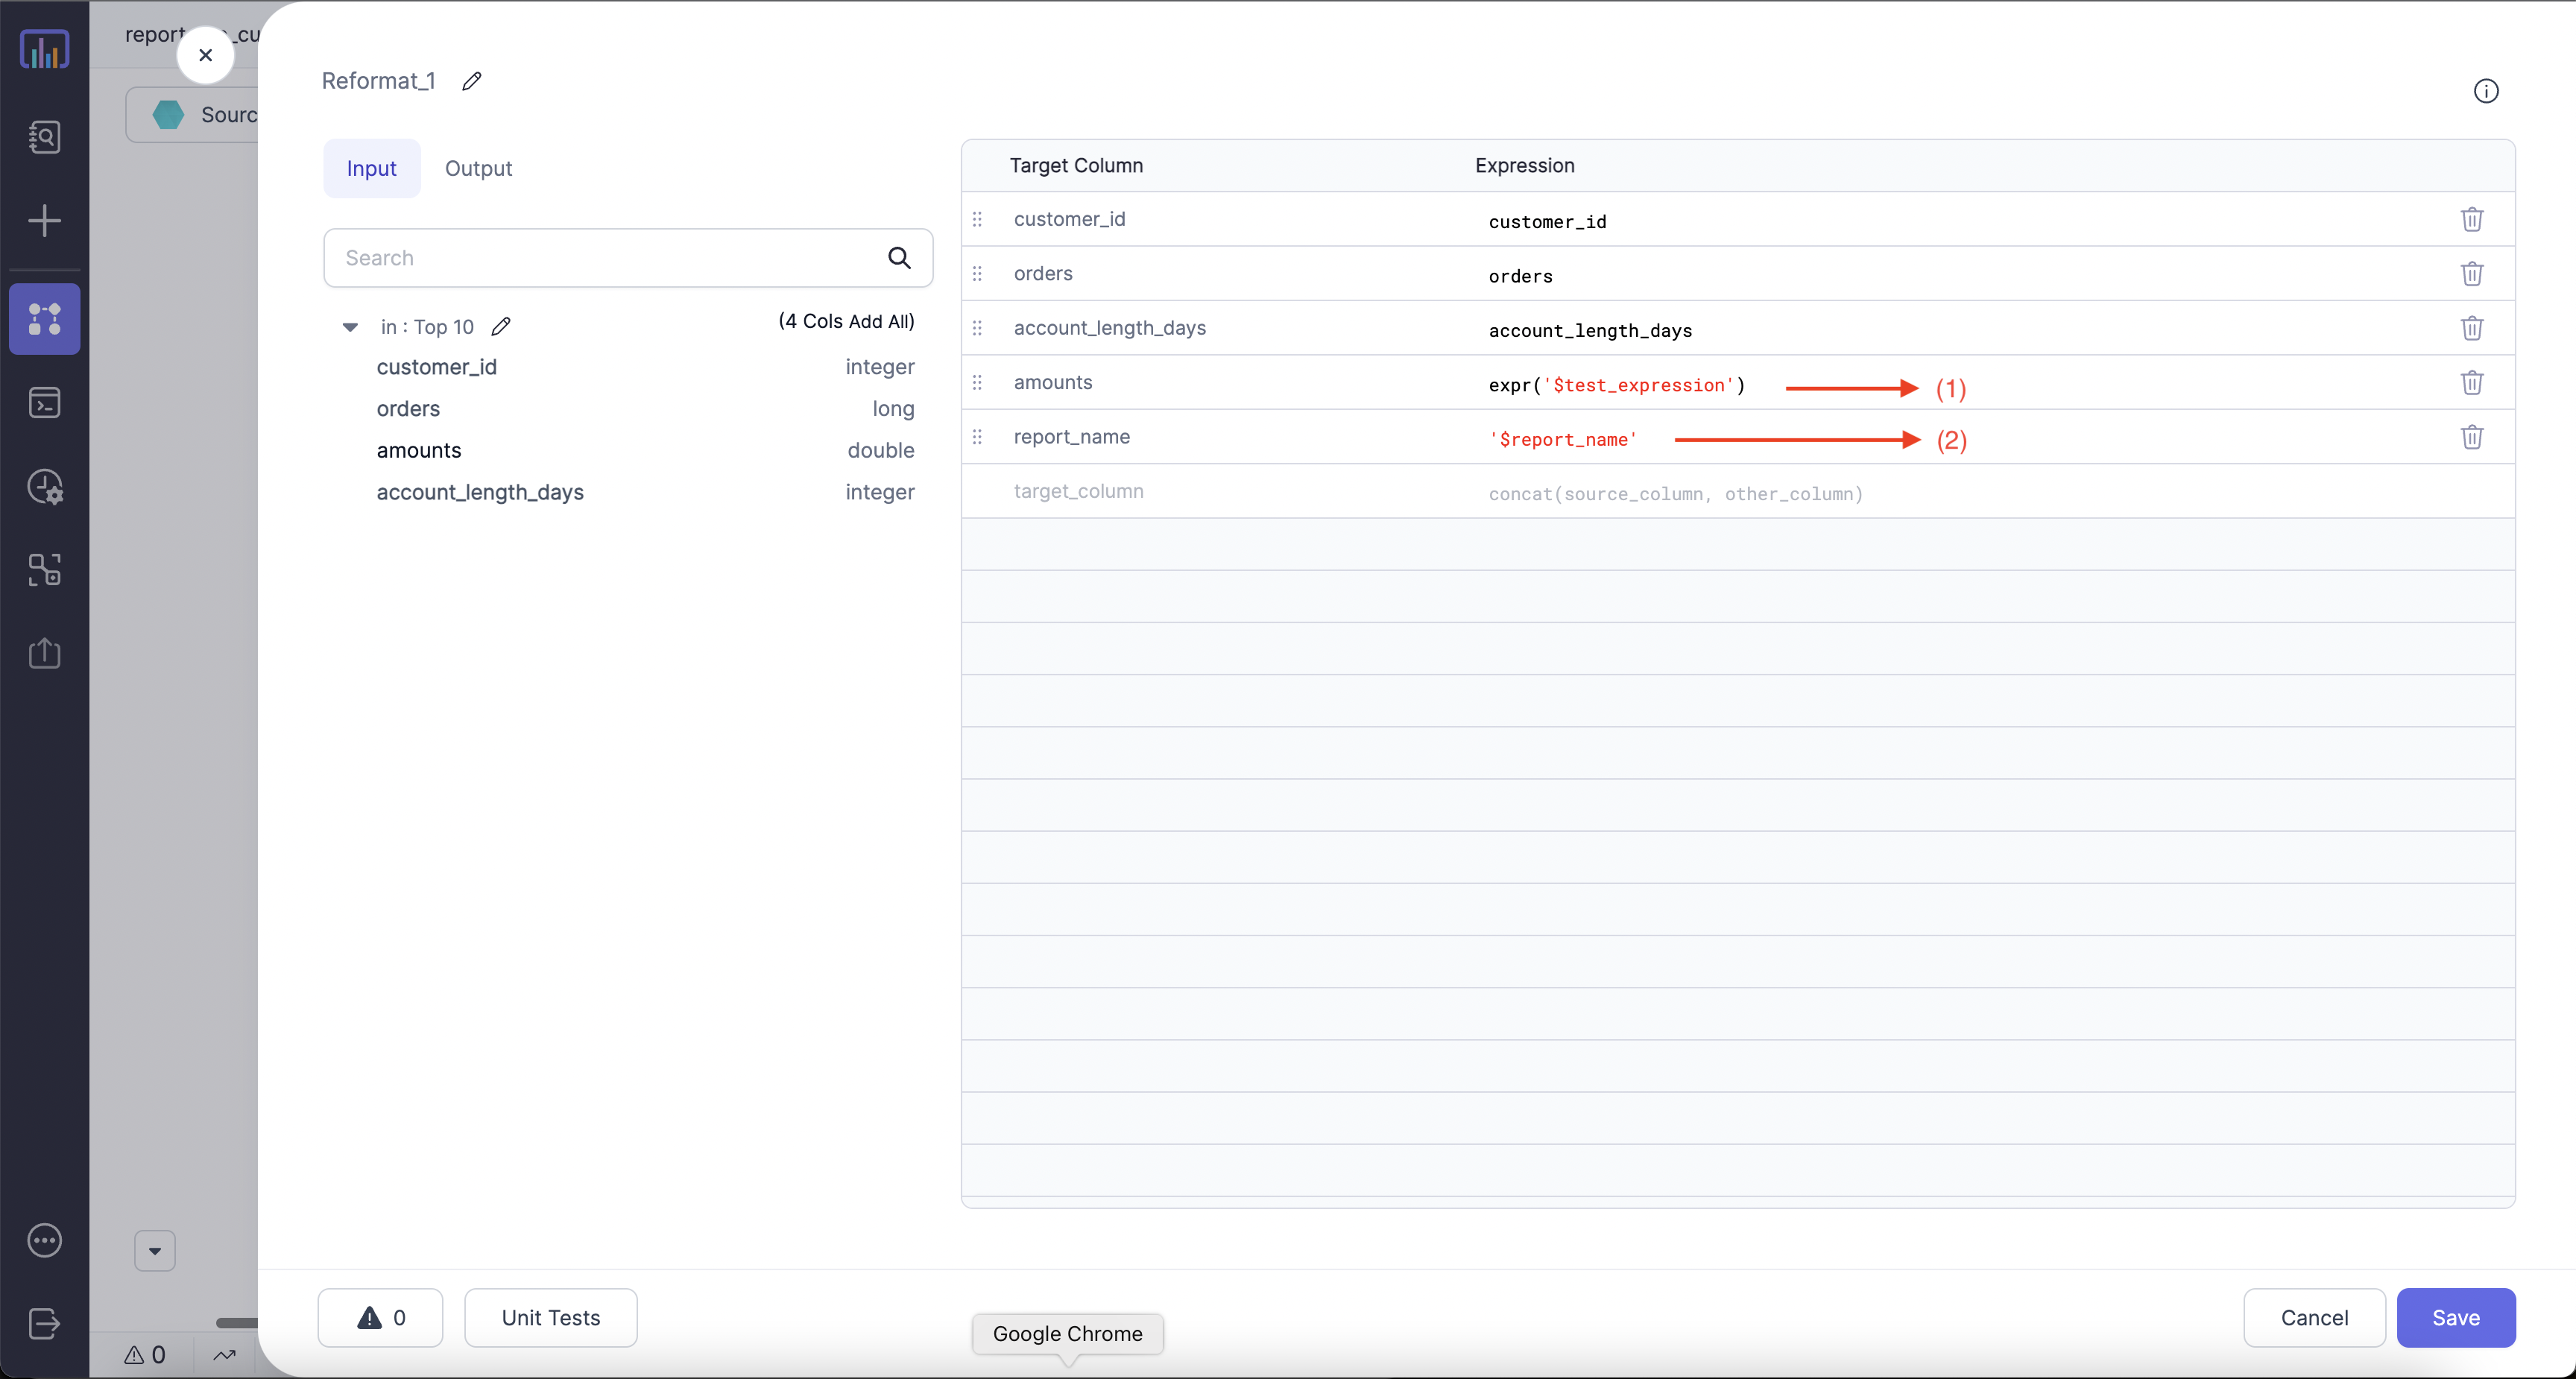 report
_cu
Sourc
Reformat_1
Input
Output
Search
in : Top 10
(4 Cols Add All)
customer_id integer
orders long
amounts double
account_length_days integer
Target Column Expression
customer_id customer_id
orders orders
account_length_days account_length_days
amounts expr('$test_expression') (1)
report_name '$report_name' (2)
target_column concat(source_column, other_column)
0
Unit Tests
Google Chrome
Cancel
Save
0